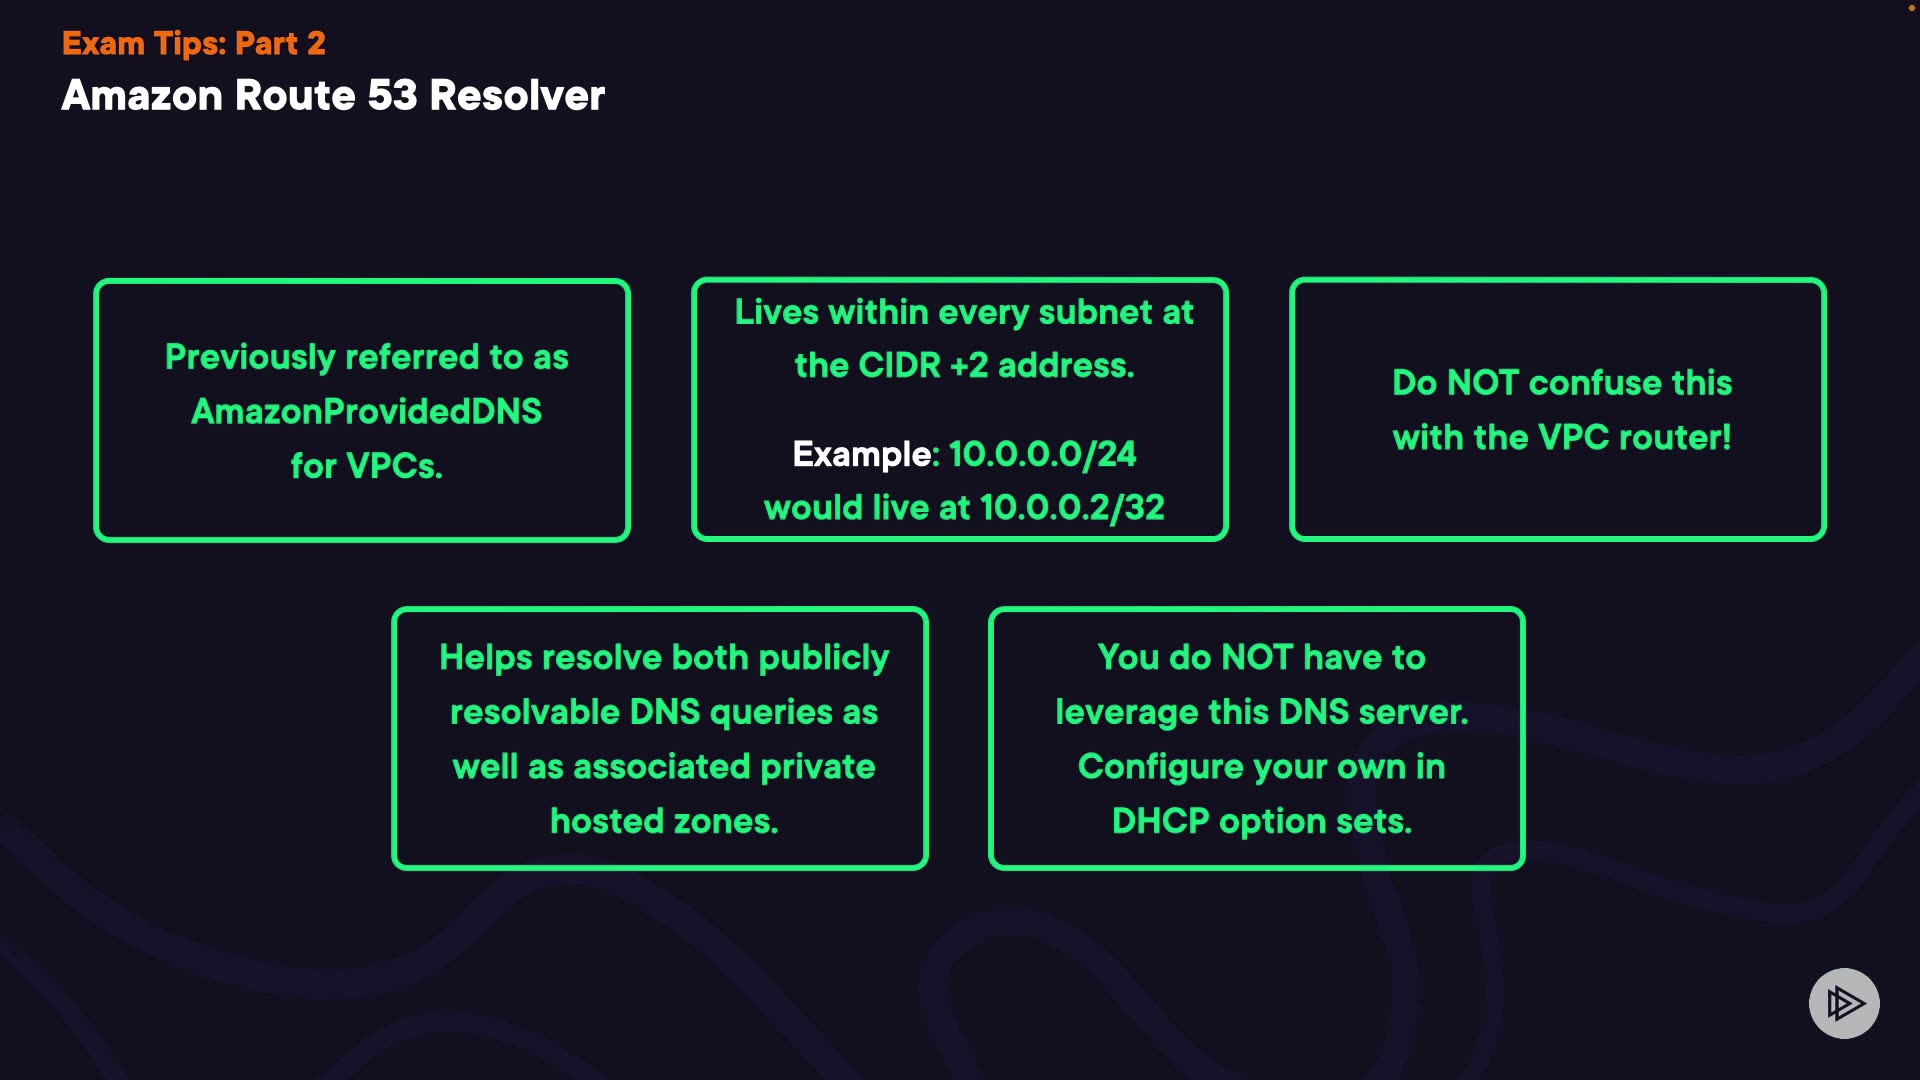 Exam Tips: Part 2
Amazon Route 53 Resolver
Previously referred to as
AmazonProvidedDNS
for VPCs.
Lives within every subnet at
the CIDR +2 address.
Example: 10.0.0.0/24
would live at 10.0.0.2/32
Do NOT confuse this
with the VPC router!
Helps resolve both publicly
resolvable DNS queries as
well as associated private
hosted zones.
You do NOT have to
leverage this DNS server.
Configure your own in
DHCP option sets.